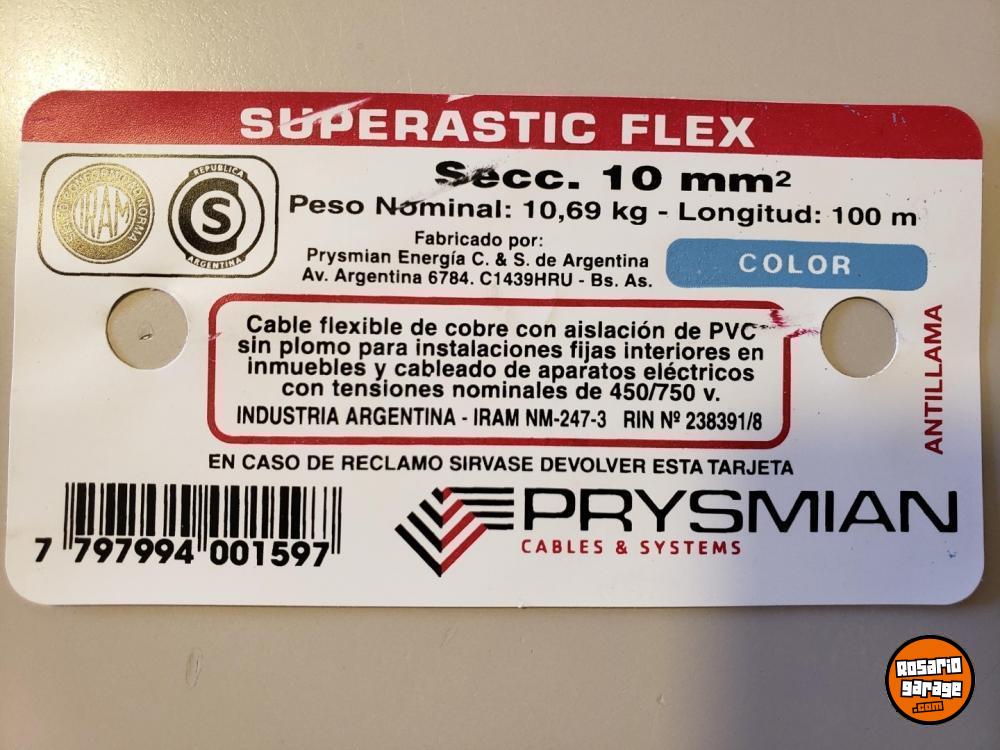 SUPERASTIC FLEX
IRAM
REPUBLICA
S
ARGENTINA
Secc. 10 mm²
Peso Nominal: 10,69 kg - Longitud: 100 m
Fabricado por:
Prysmian Energía C. & S. de Argentina
Av. Argentina 6784. C1439HRU - Bs. As.
COLOR
Cable flexible de cobre con aislación de PVC
sin plomo para instalaciones fijas interiores en
inmuebles y cableado de aparatos eléctricos
con tensiones nominales de 450/750 v.
INDUSTRIA ARGENTINA - IRAM NM-247-3 RIN Nº 238391/8
ANTILLAMA
EN CASO DE RECLAMO SIRVASE DEVOLVER ESTA TARJETA
7 797994 001597
PRYSMIAN
CABLES & SYSTEMS
Rosario
garage
.com